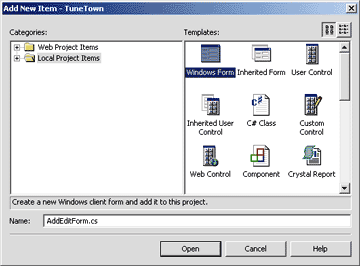 Add New Item - TuneTown
Categories:
Templates:
Web Project Items
Local Project Items
Windows Form
Inherited Form
User Control
Inherited User Control
C# Class
Custom Control
Web Control
Component
Crystal Report
Create a new Windows client form and add it to this project.
Name:
AddEditForm.cs
Open
Cancel
Help